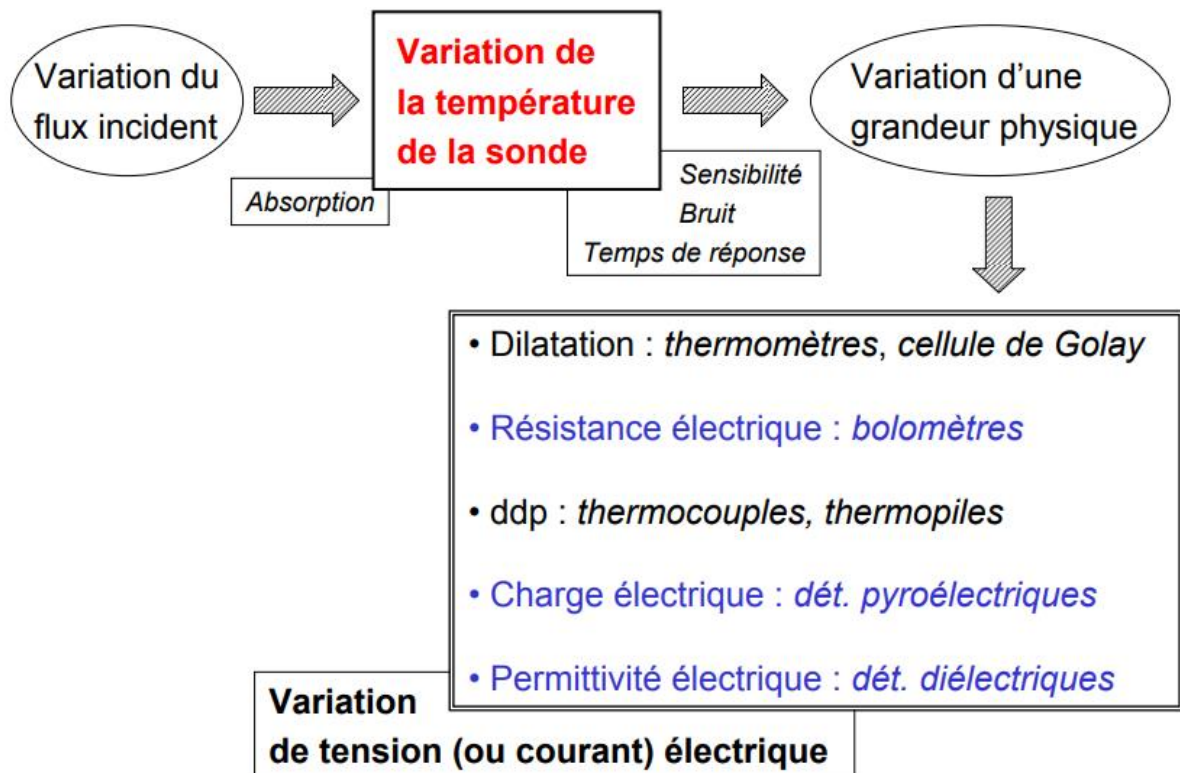 Variation du
flux incident
Variation de
la température
de la sonde
Variation d’une
grandeur physique
Absorption
Sensibilité
Bruit
Temps de réponse
• Dilatation : thermomètres, cellule de Golay
• Résistance électrique : bolomètres
• ddp : thermocouples, thermopiles
• Charge électrique : dét. pyroélectriques
• Permittivité électrique : dét. diélectriques
Variation
de tension (ou courant) électrique